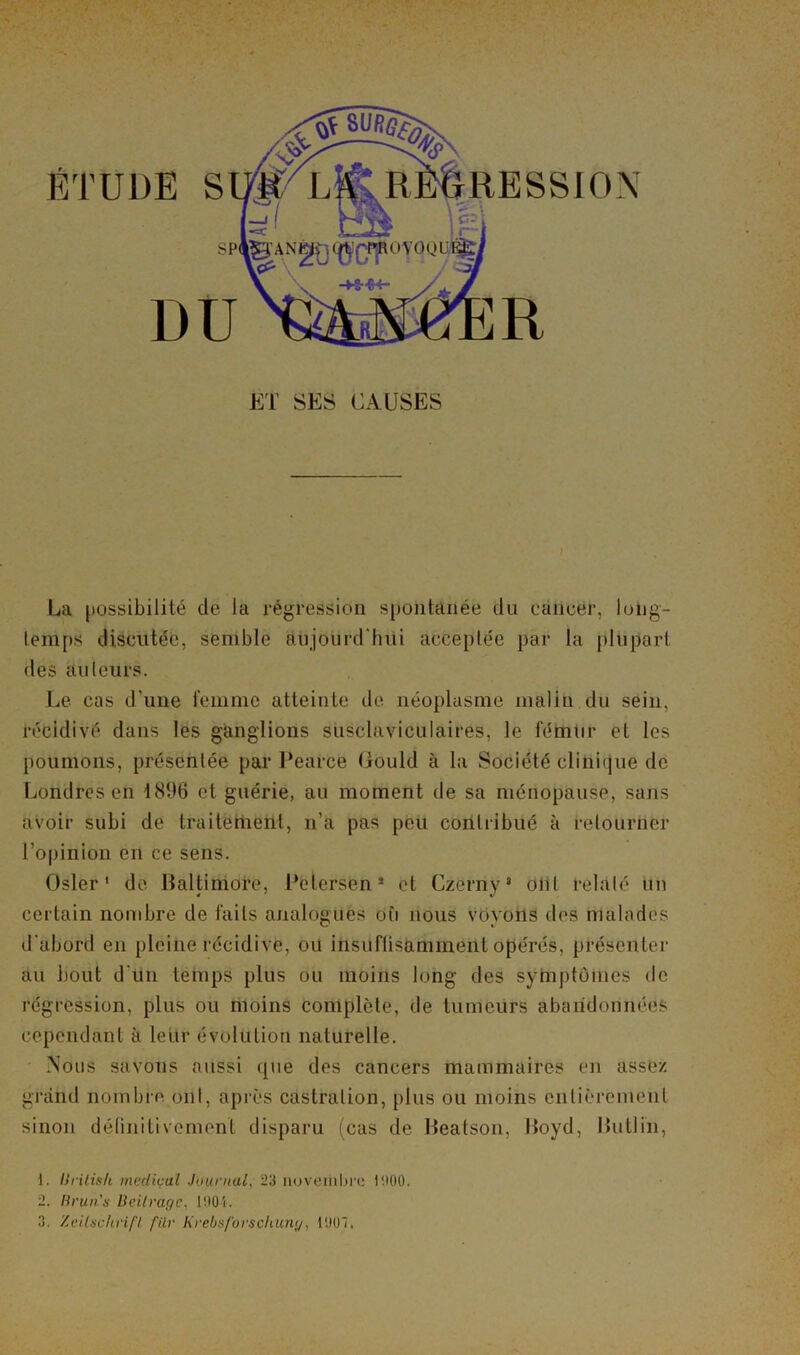 ÉTUDE SUR LA RÉGRESSION
SPONTANÉE OU PROVOQUÉE
DU CANCER
ET SES CAUSES
La possibilité de la régression spontanée du cancer, long-
temps discutée, semble aujourd'hui acceptée par la plupart
des auteurs.
Le cas d'une femme atteinte de néoplasme malin du sein,
récidivé dans les ganglions susclaviculaires, le fémur et les
poumons, présentée par Pearce Gould à la Société clinique de
Londres en 1896 et guérie, au moment de sa ménopause, sans
avoir subi de traitement, n'a pas peu contribué à retourner
l'opinion en ce sens.
Osler¹ de Baltimore, Petersen² et Czerny³ ont relaté un
certain nombre de faits analogues où nous voyons des malades
d'abord en pleine récidive, ou insuffisamment opérés, présenter
au bout d'un temps plus ou moins long des symptômes de
régression, plus ou moins complète, de tumeurs abandonnées
cependant à leur évolution naturelle.
Nous savons aussi que des cancers mammaires en assez
grand nombre ont, après castration, plus ou moins entièrement
sinon définitivement disparu (cas de Beatson, Boyd, Butlin,
1. British medical Journal, 23 novembre 1900.
2. Brun's Beitrage, 1904.
3. Zeitschrift für Krebsforschung, 1907.
OF SURGEONS
20 OCT